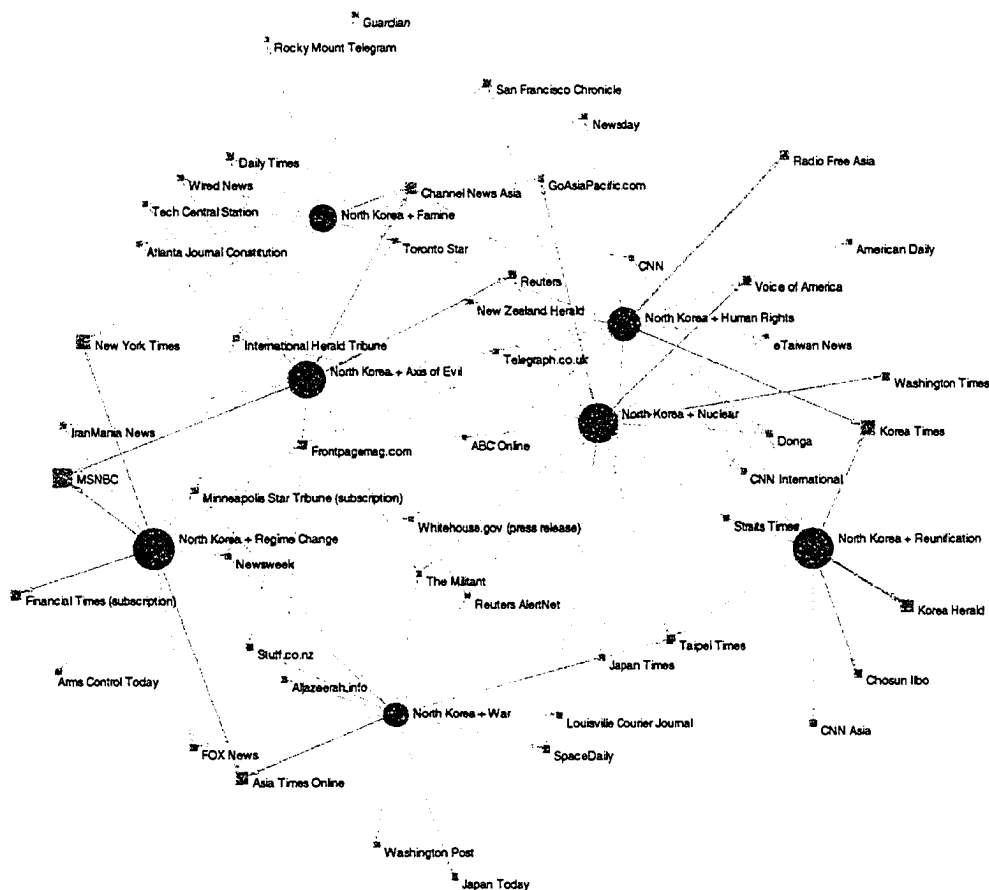 Guardian
Rocky Mount Telegram
San Francisco Chronicle
Newsday
Daily Times
Radio Free Asia
Wired News
GoAsiaPacific.com
Channel News Asia
Tech Central Station
North Korea + Famine
Atlanta Journal Constitution
Toronto Star
American Daily
CNN
Reuters
Voice of America
New Zealand Herald
North Korea + Human Rights
New York Times
International Herald Tribune
eTaiwan News
Telegraph.co.uk
North Korea + Axis of Evil
Washington Times
North Korea + Nuclear
IranMania News
Korea Times
Donga
ABC Online
Frontpagemag.com
MSNBC
CNN International
Minneapolis Star Tribune (subscription)
Whitehouse.gov (press release)
Straits Times
North Korea + Regime Change
North Korea + Reunification
Newsweek
The Militant
Financial Times (subscription)
Reuters AlertNet
Korea Herald
Taipei Times
Stuff.co.nz
Japan Times
Chosun Ilbo
Arms Control Today
Aljazeerah.info
North Korea + War
Louisville Courier Journal
CNN Asia
FOX News
SpaceDaily
Asia Times Online
Washington Post
Japan Today